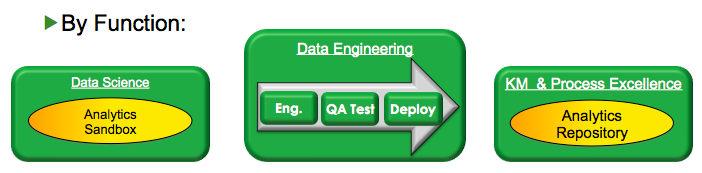 By Function:
Data Science
Analytics
Sandbox
Data Engineering
Eng.
QA Test
Deploy
KM & Process Excellence
Analytics
Repository